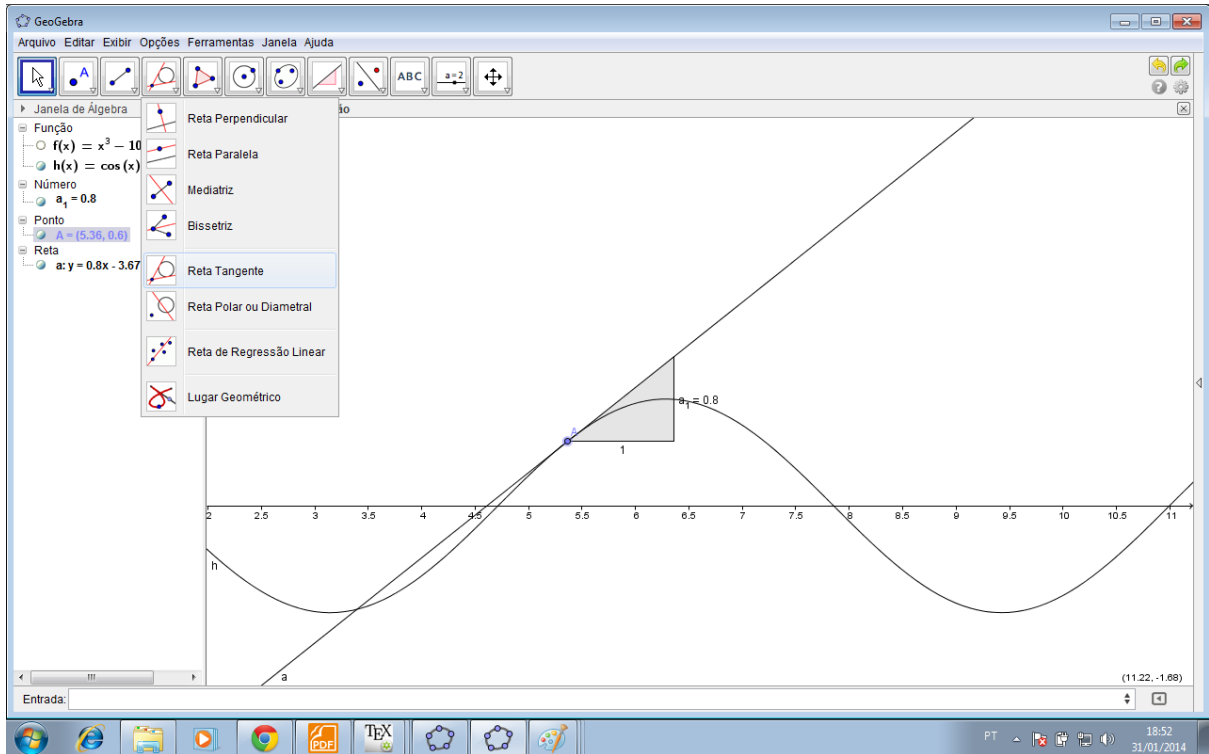 GeoGebra
Arquivo Editar Exibir Opções Ferramentas Janela Ajuda
A
ABC
a=2
Janela de Álgebra
ão
Função
f(x) = x³ − 10
h(x) = cos (x)
Número
a₁ = 0.8
Ponto
A = (5.36, 0.6)
Reta
a: y = 0.8x - 3.67
Reta Perpendicular
Reta Paralela
Mediatriz
Bissetriz
Reta Tangente
Reta Polar ou Diametral
Reta de Regressão Linear
Lugar Geométrico
a₁ = 0.8
A
1
2 2.5 3 3.5 4 4.5 5 5.5 6 6.5 7 7.5 8 8.5 9 9.5 10 10.5 11
h
a
(11.22, -1.68)
Entrada:
PDF
TEX
PT
18:52
31/01/2014